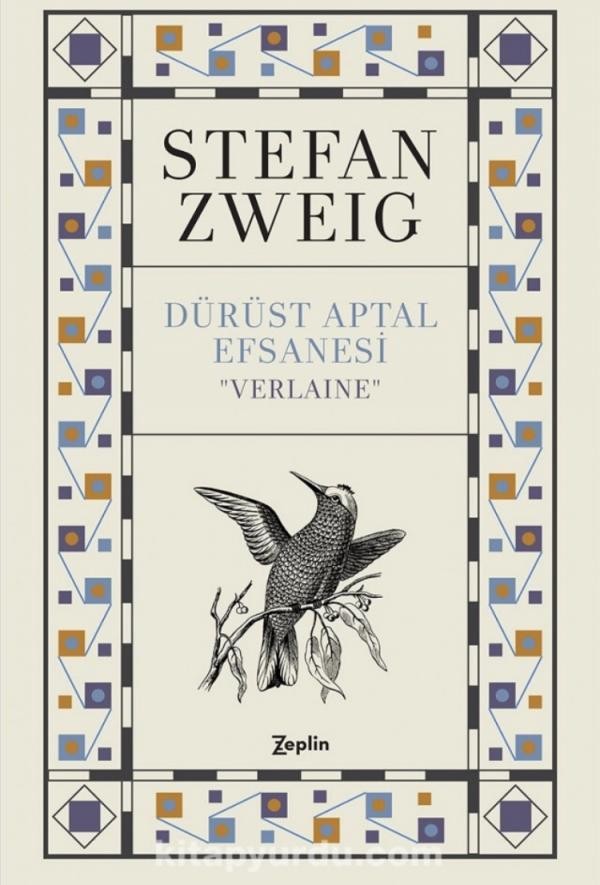 STEFAN
ZWEIG
DÜRÜST APTAL
EFSANESİ
"VERLAINE"
Zeplin
kitapyurdu.com